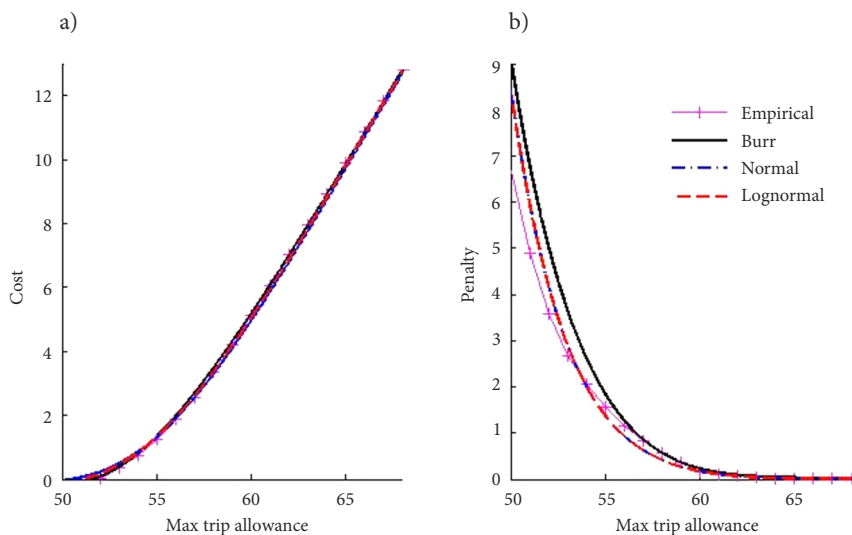 a)
Cost
12
10
8
6
4
2
0
50 55 60 65
Max trip allowance
b)
Penalty
9
8
7
6
5
4
3
2
1
0
50 55 60 65
Max trip allowance
Empirical
Burr
Normal
Lognormal